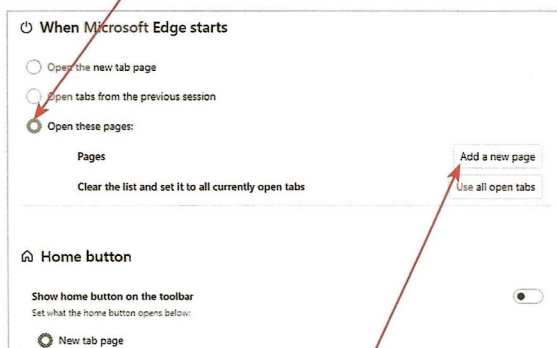 When Microsoft Edge starts
Open the new tab page
Open tabs from the previous session
Open these pages:
Pages
Add a new page
Clear the list and set it to all currently open tabs
Use all open tabs
Home button
Show home button on the toolbar
Set what the home button opens below:
New tab page